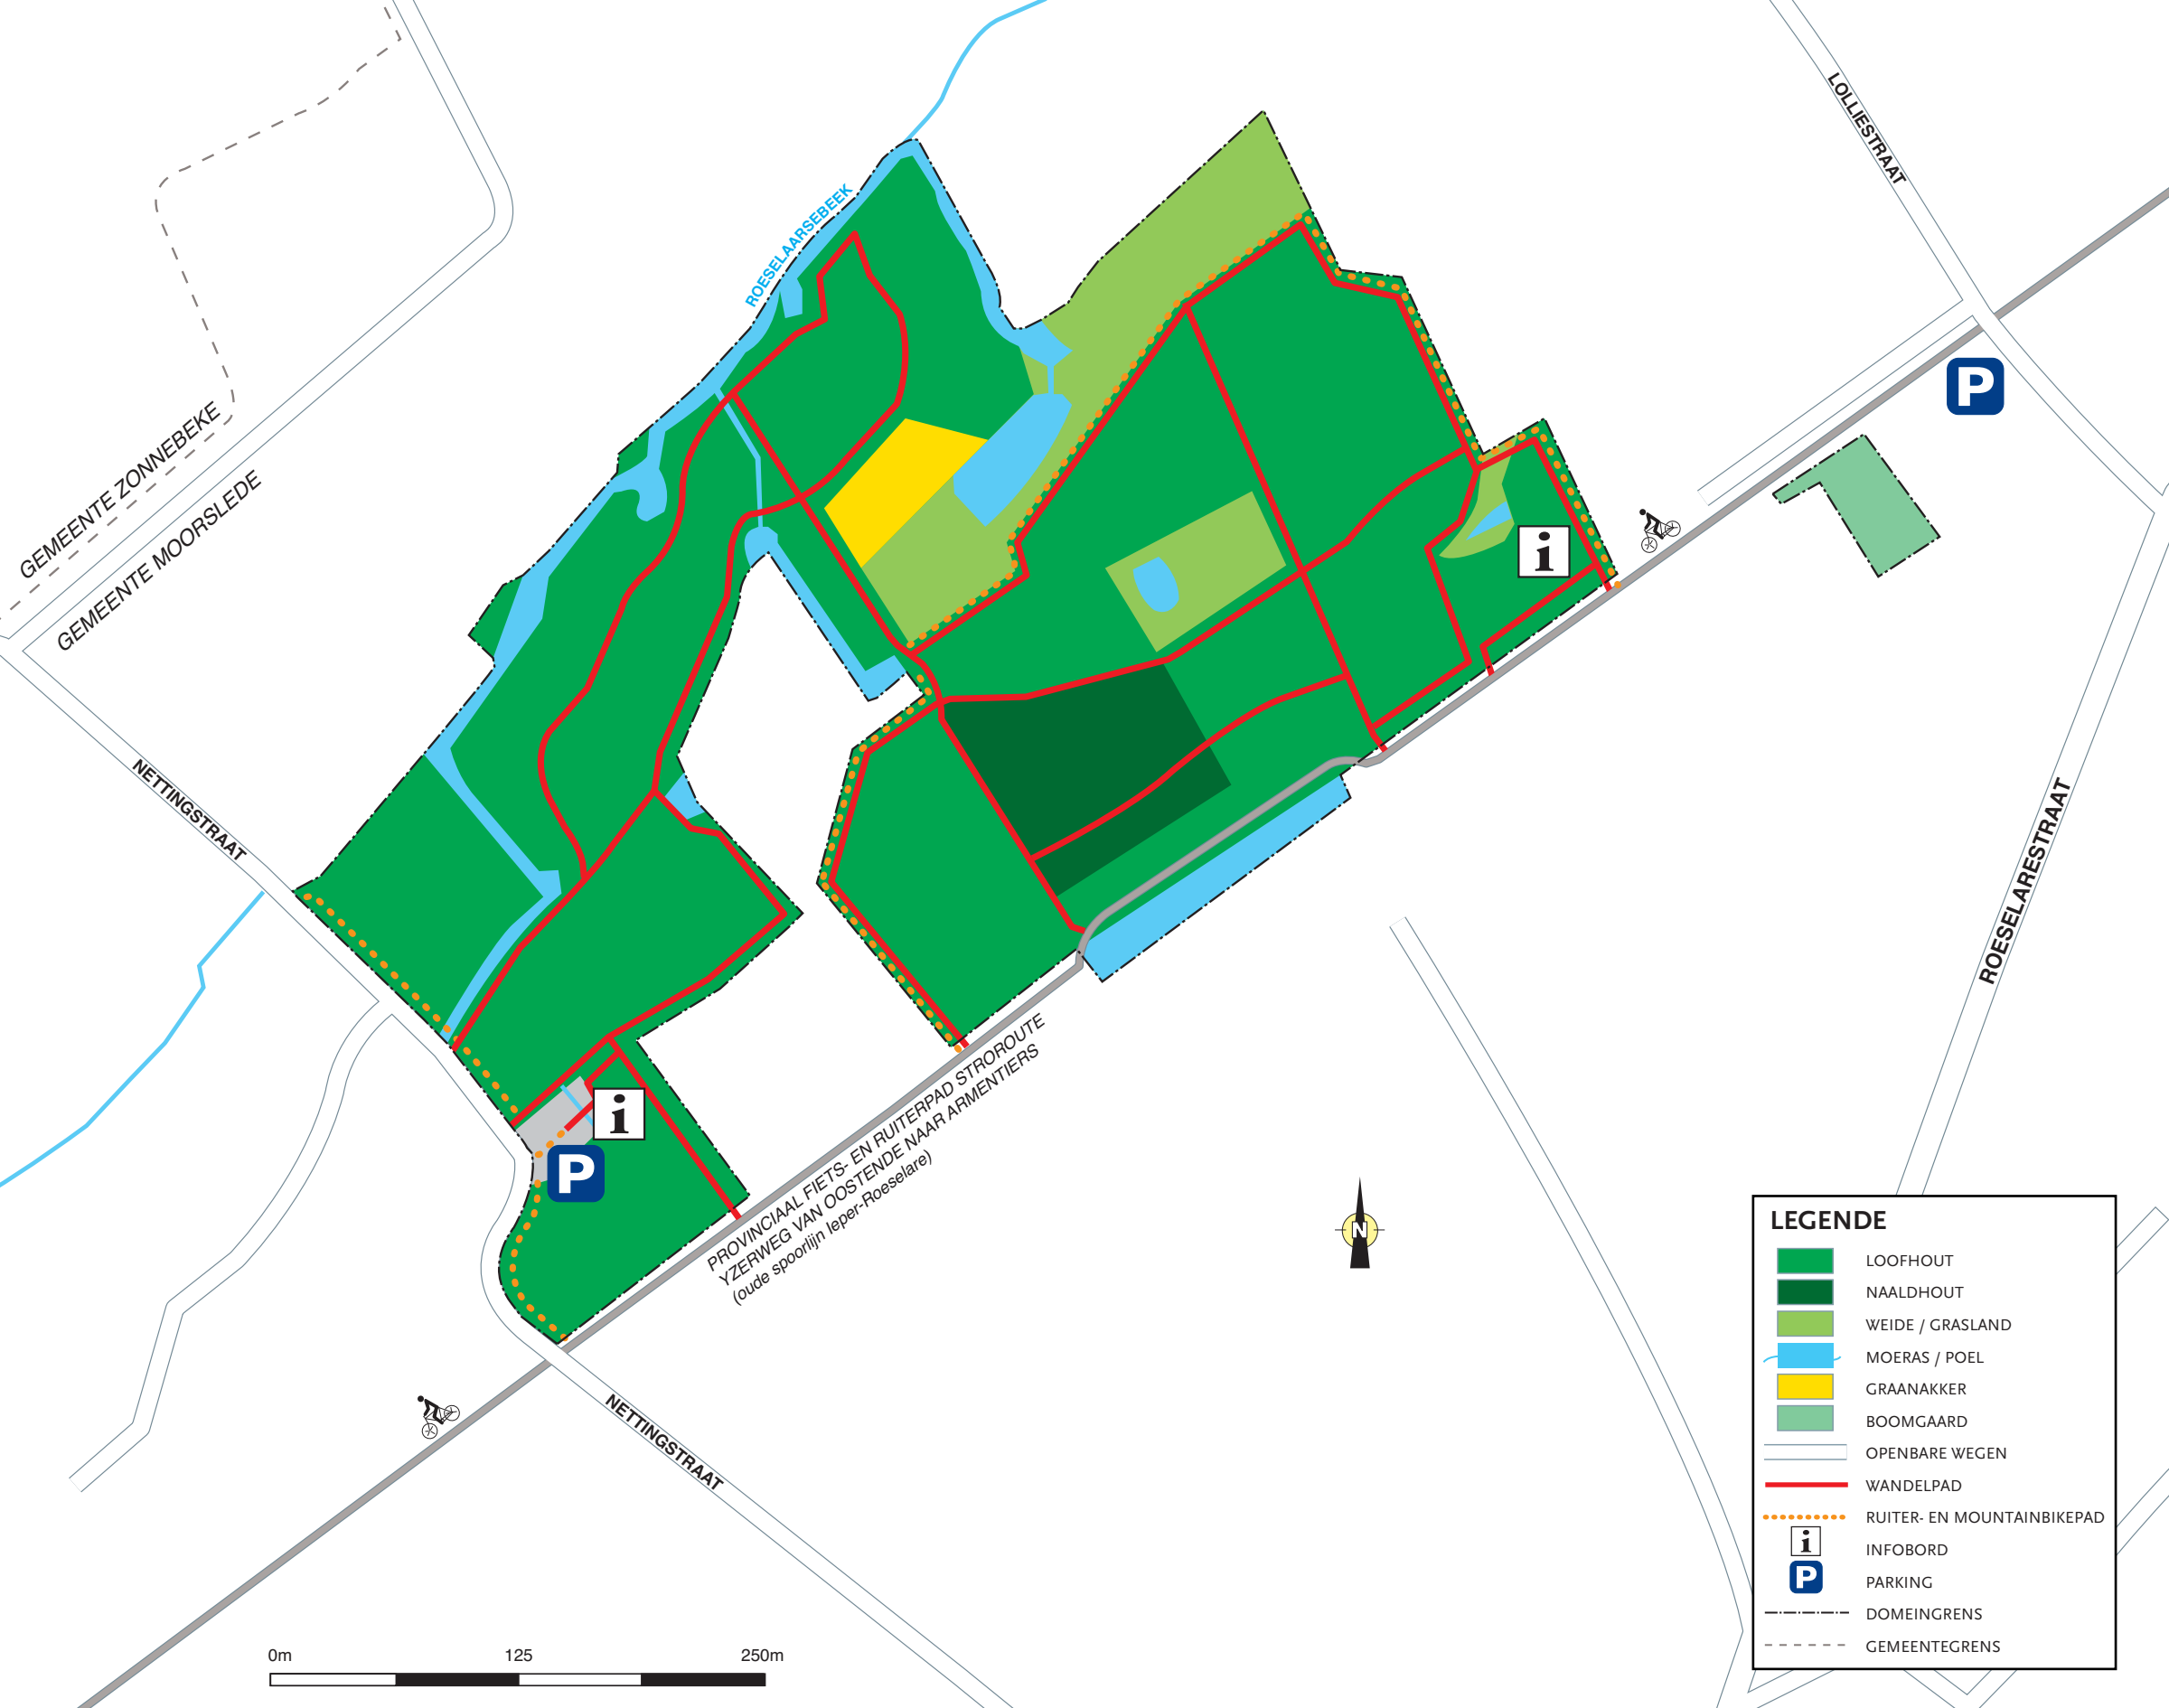 LOLLIESTRAAT
ROESELAARSEBEEK
P
GEMEENTE ZONNEBEKE
GEMEENTE MOORSLEDE
i
NETTINGSTRAAT
ROESELARESTRAAT
PROVINCIAAL FIETS- EN RUITERPAD STROROUTE
YZERWEG VAN OOSTENDE NAAR ARMENTIERS
(oude spoorlijn Ieper-Roeselare)
i
P
N
NETTINGSTRAAT
LEGENDE
LOOFHOUT
NAALDHOUT
WEIDE / GRASLAND
MOERAS / POEL
GRAANAKKER
BOOMGAARD
OPENBARE WEGEN
WANDELPAD
RUITER- EN MOUNTAINBIKEPAD
i INFOBORD
P PARKING
DOMEINGRENS
GEMEENTEGRENS
0m 125 250m